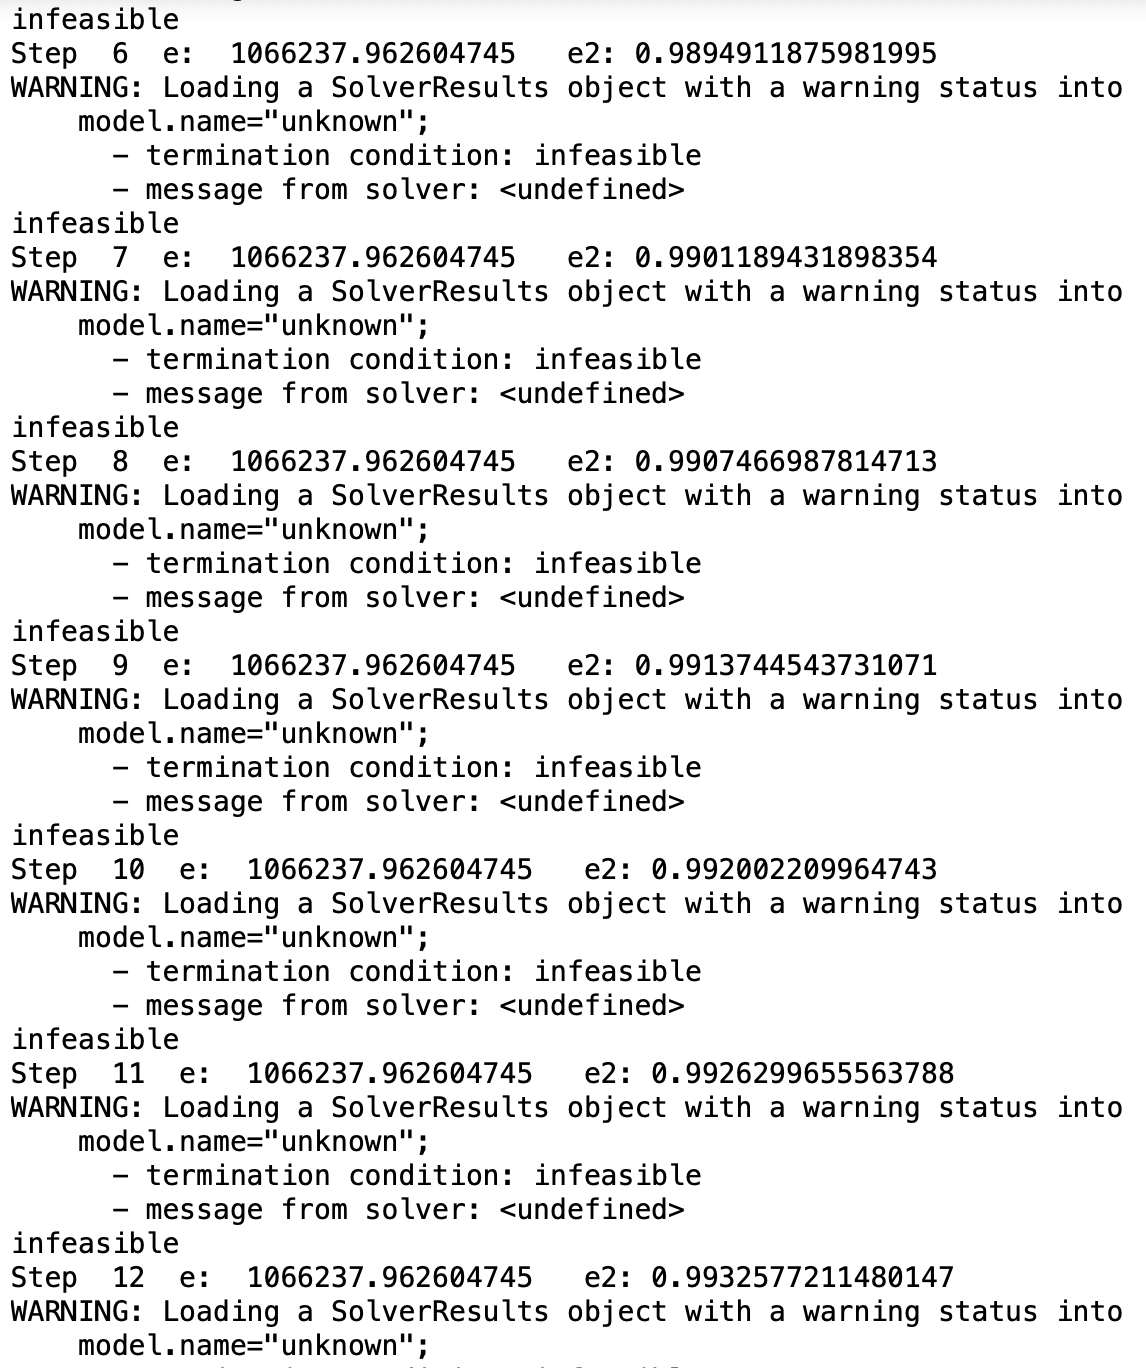 infeasible
Step  6  e:  1066237.962604745   e2: 0.9894911875981995
WARNING: Loading a SolverResults object with a warning status into
    model.name="unknown";
      - termination condition: infeasible
      - message from solver: <undefined>
infeasible
Step  7  e:  1066237.962604745   e2: 0.9901189431898354
WARNING: Loading a SolverResults object with a warning status into
    model.name="unknown";
      - termination condition: infeasible
      - message from solver: <undefined>
infeasible
Step  8  e:  1066237.962604745   e2: 0.9907466987814713
WARNING: Loading a SolverResults object with a warning status into
    model.name="unknown";
      - termination condition: infeasible
      - message from solver: <undefined>
infeasible
Step  9  e:  1066237.962604745   e2: 0.9913744543731071
WARNING: Loading a SolverResults object with a warning status into
    model.name="unknown";
      - termination condition: infeasible
      - message from solver: <undefined>
infeasible
Step  10  e:  1066237.962604745   e2: 0.992002209964743
WARNING: Loading a SolverResults object with a warning status into
    model.name="unknown";
      - termination condition: infeasible
      - message from solver: <undefined>
infeasible
Step  11  e:  1066237.962604745   e2: 0.9926299655563788
WARNING: Loading a SolverResults object with a warning status into
    model.name="unknown";
      - termination condition: infeasible
      - message from solver: <undefined>
infeasible
Step  12  e:  1066237.962604745   e2: 0.9932577211480147
WARNING: Loading a SolverResults object with a warning status into
    model.name="unknown";